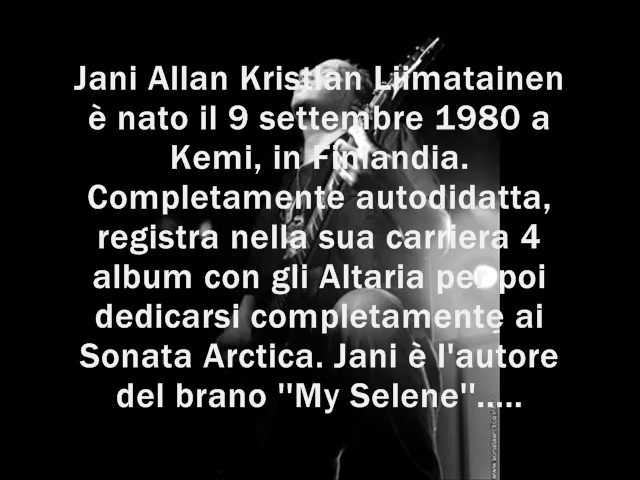 Jani Allan Kristian Liimatainen
è nato il 9 settembre 1980 a
Kemi, in Finlandia.
Completamente autodidatta,
registra nella sua carriera 4
album con gli Altaria per poi
dedicarsi completamente ai
Sonata Arctica. Jani è l'autore
del brano "My Selene".....